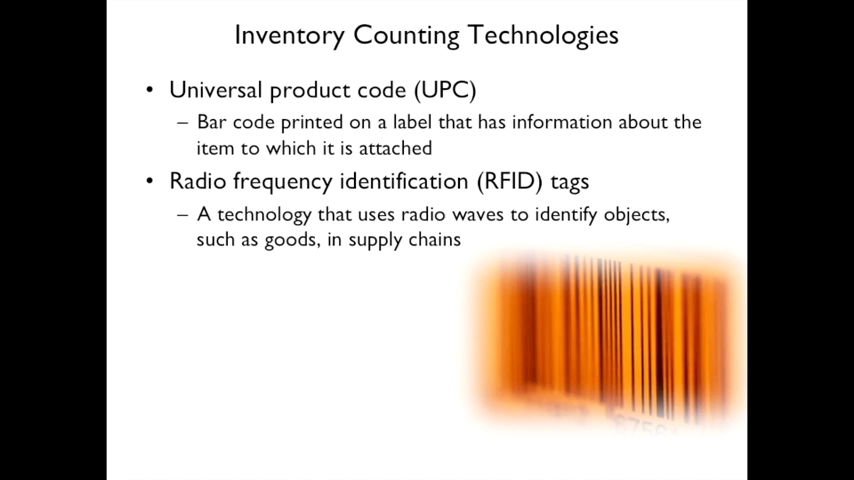 Inventory Counting Technologies
• Universal product code (UPC)
– Bar code printed on a label that has information about the
item to which it is attached
• Radio frequency identification (RFID) tags
– A technology that uses radio waves to identify objects,
such as goods, in supply chains